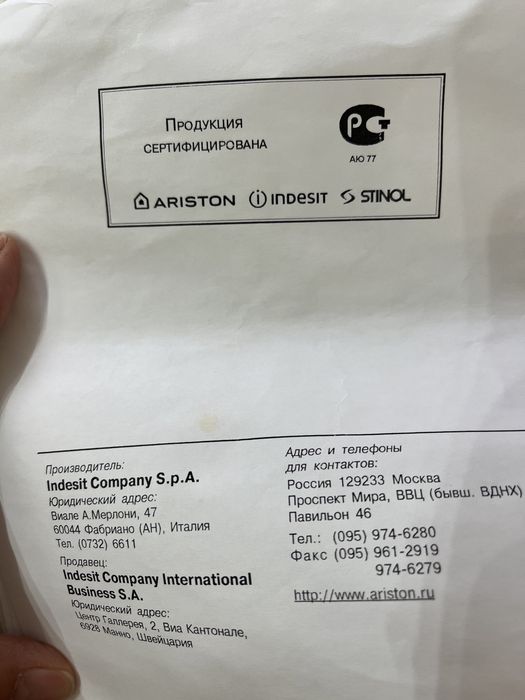 ПРОДУКЦИЯ
СЕРТИФИЦИРОВАНА
РСТ
АЮ 77
ARISTON indesit STINOL
Производитель:
Indesit Company S.p.A.
Юридический адрес:
Виале А.Мерлони, 47
60044 Фабриано (АН), Италия
Тел. (0732) 6611
Продавец:
Indesit Company International
Business S.A.
Юридический адрес:
Центр Галлерея, 2, Виа Кантонале,
6928 Манно, Швейцария
Адрес и телефоны
для контактов:
Россия 129233 Москва
Проспект Мира, ВВЦ (бывш. ВДНХ)
Павильон 46
Тел.: (095) 974-6280
Факс (095) 961-2919
974-6279
http://www.ariston.ru